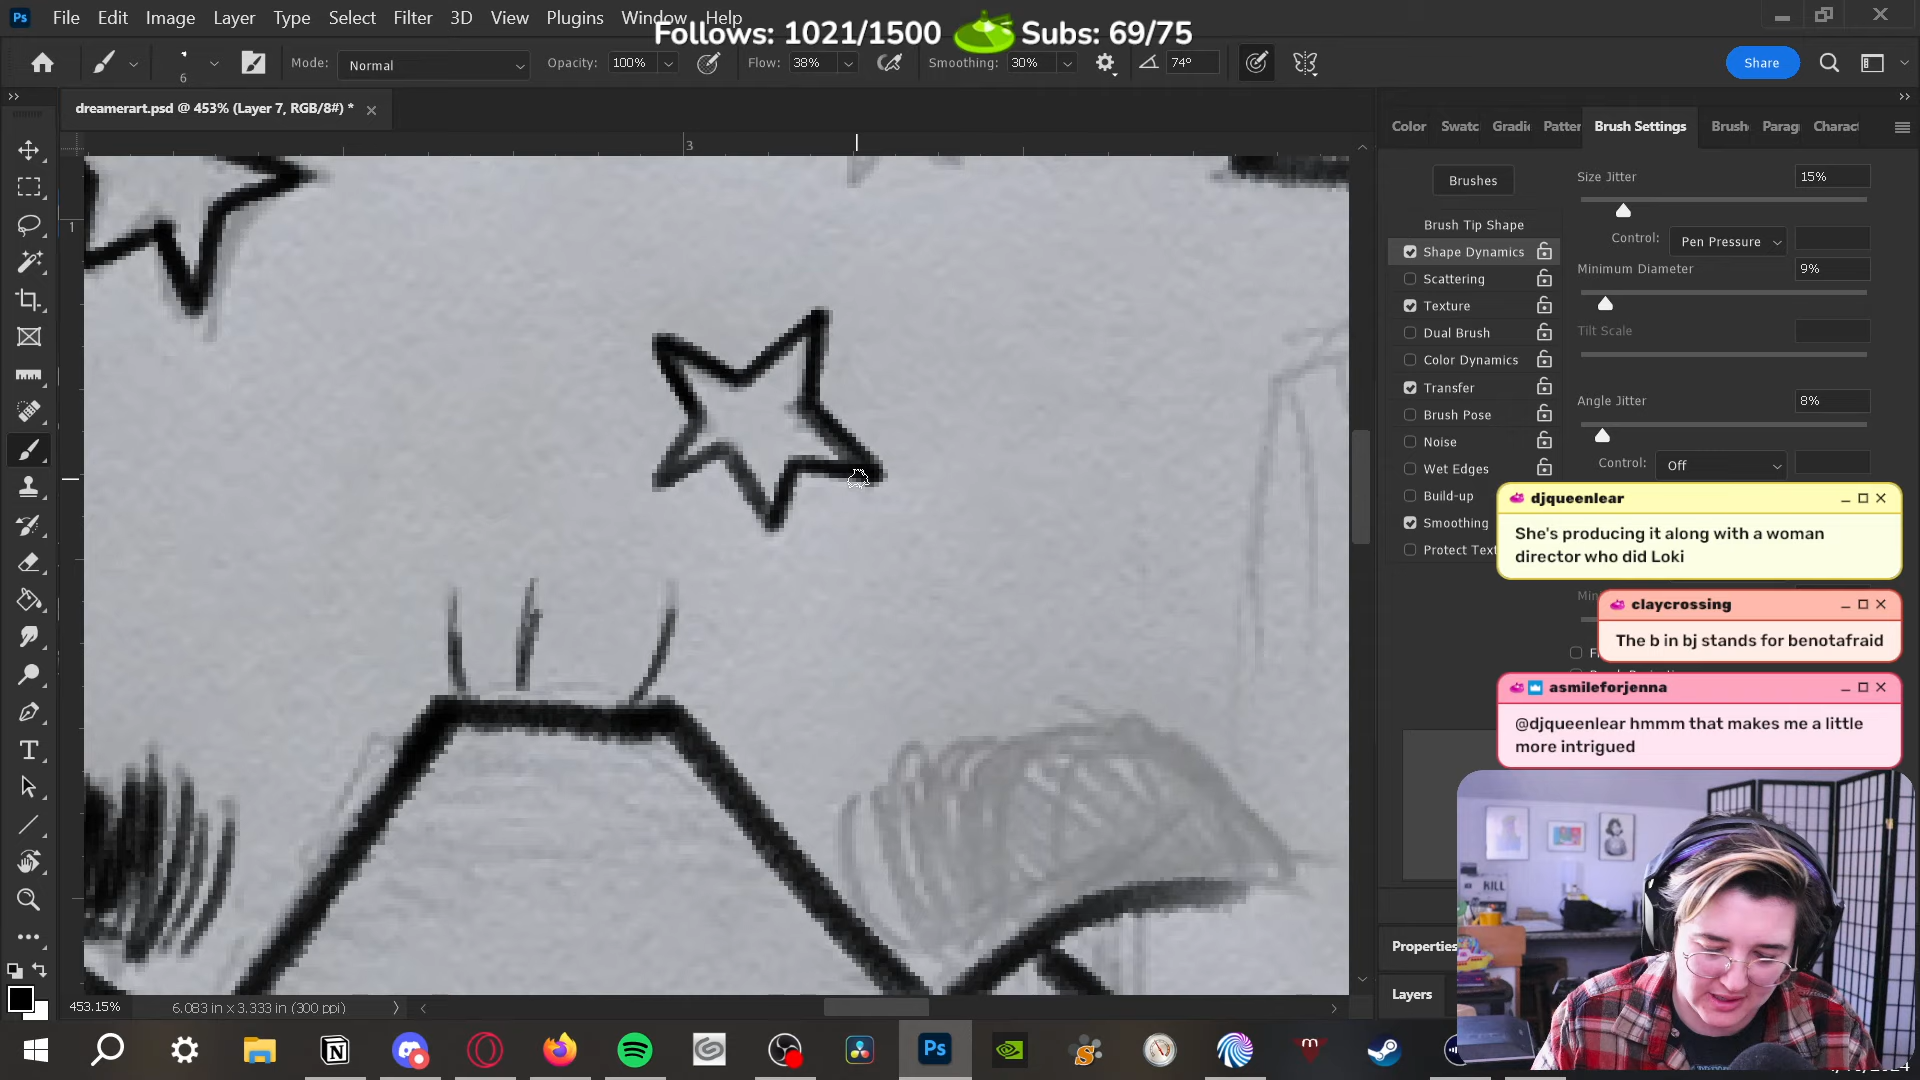 File Edit Image Layer Type Select Filter 3D View Plugins Window Help
Follows: 1021/1500 Subs: 69/75
6 Mode: Normal Opacity: 100% Flow: 38% Smoothing: 30% 74° Share
dreamerart.psd @ 453% (Layer 7, RGB/8#) *
Color Swatc Gradi Patter Brush Settings Brush Parag Charac
3
1
Brushes
Size Jitter 15%
Brush Tip Shape
Control: Pen Pressure
Shape Dynamics
Minimum Diameter 9%
Scattering
Texture
Tilt Scale
Dual Brush
Color Dynamics
Transfer
Angle Jitter 8%
Brush Pose
Noise
Control: Off
Wet Edges
Build-up
Smoothing
Protect Text
djqueenlear
She's producing it along with a woman
director who did Loki
claycrossing
The b in bj stands for benotafraid
asmileforjenna
@djqueenlear hmmm that makes me a little
more intrigued
KILL
Properties
Layers
453.15% 6.083 in x 3.333 in (300 ppi)
Ps